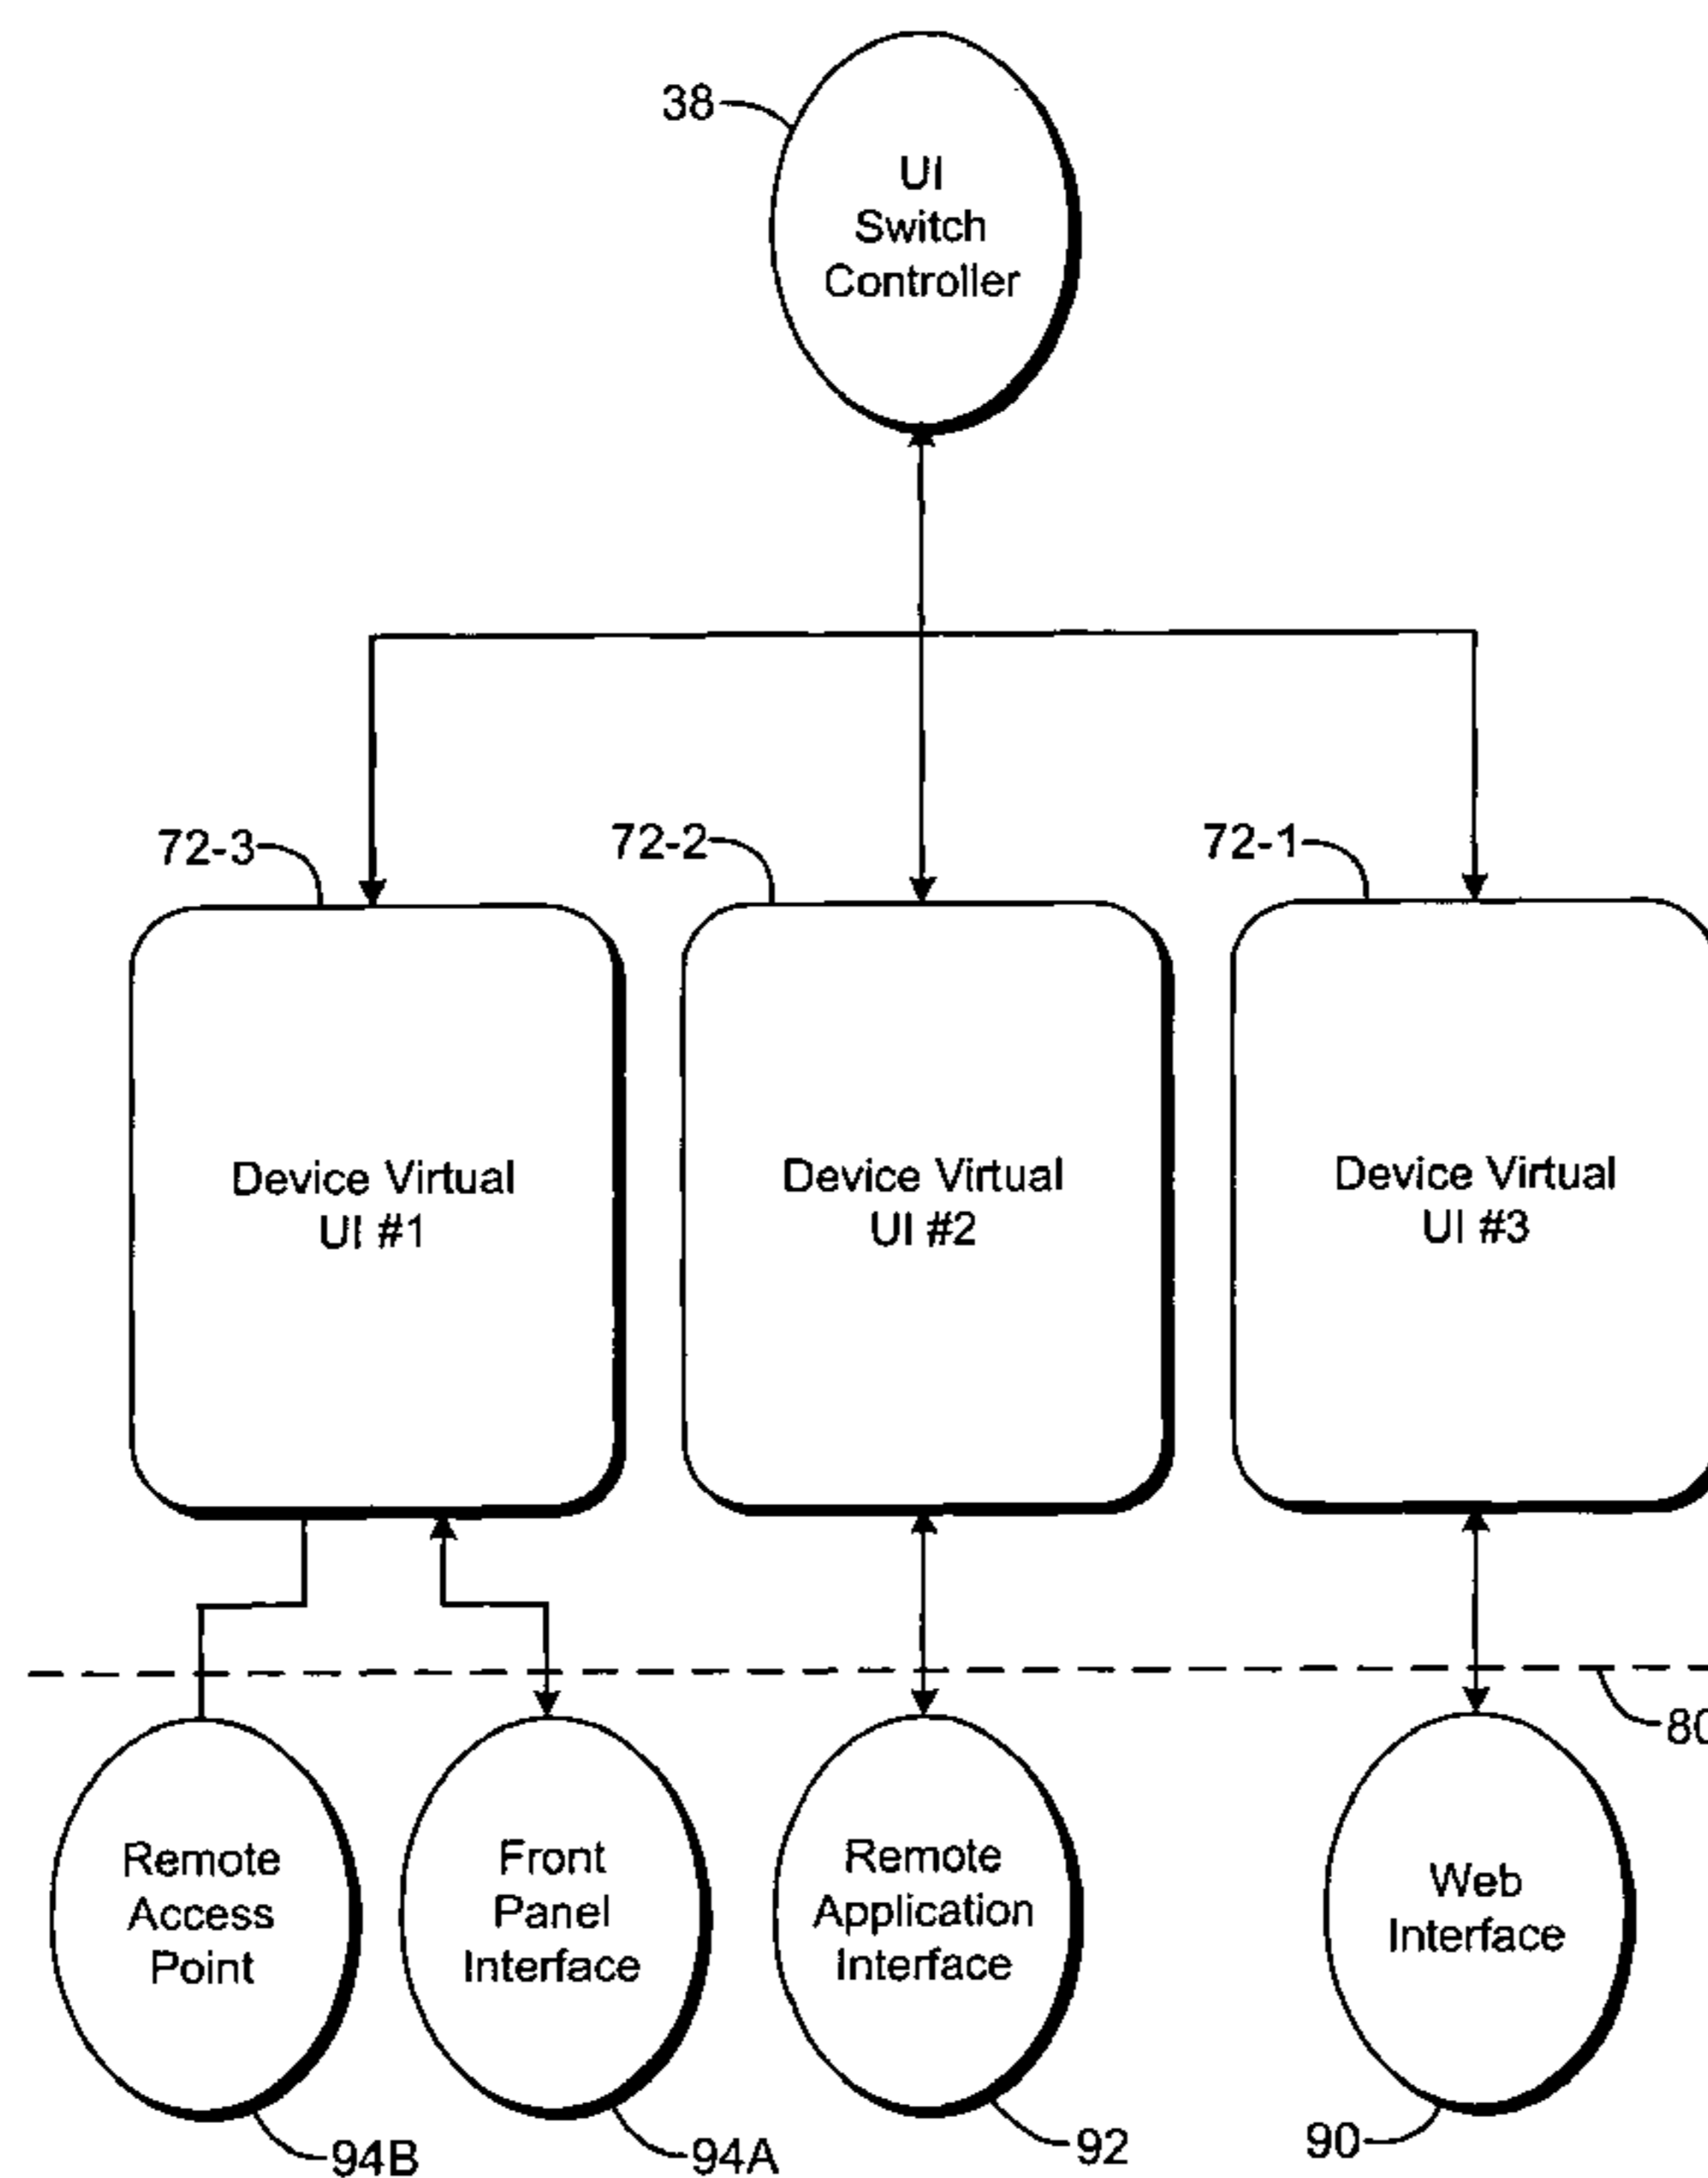 38
UI
Switch
Controller
72-3
72-2
72-1
Device Virtual
UI #1
Device Virtual
UI #2
Device Virtual
UI #3
80
Remote
Access
Point
Front
Panel
Interface
Remote
Application
Interface
Web
Interface
94B
94A
92
90